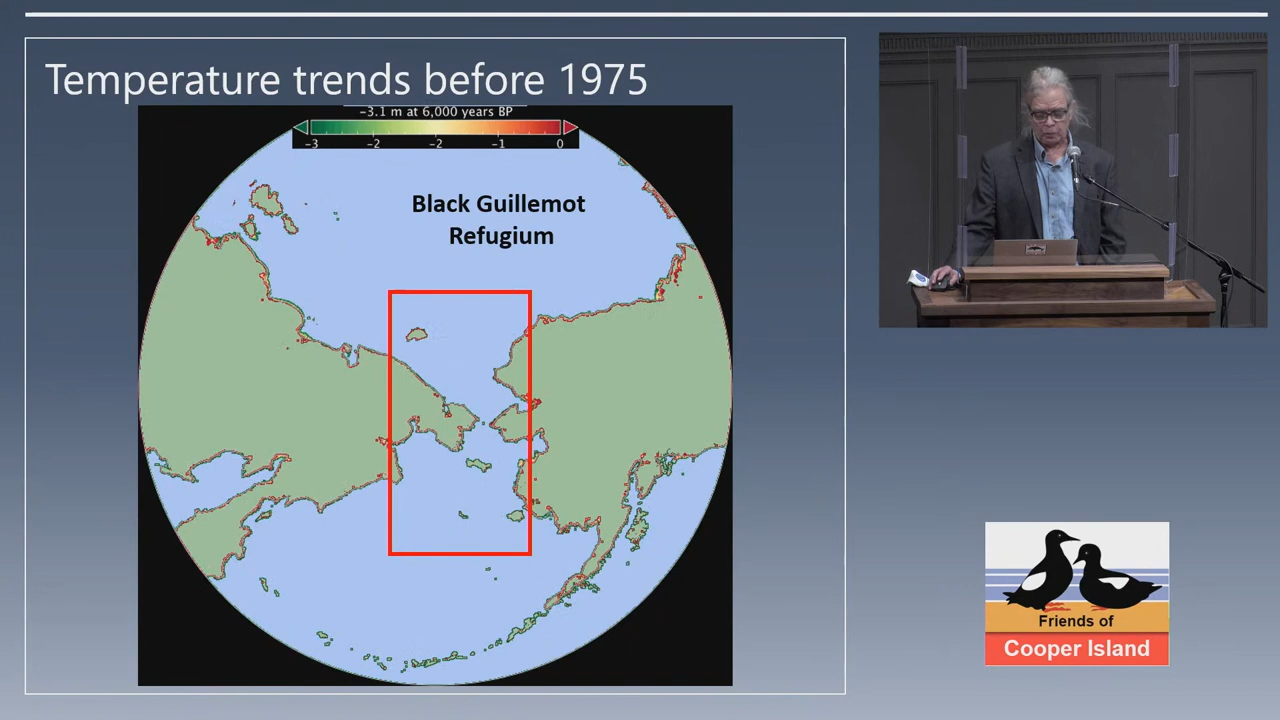 Temperature trends before 1975
-3.1 m at 6,000 years BP
-3 -2 -2 -1 0
Black Guillemot
Refugium
Friends of
Cooper Island